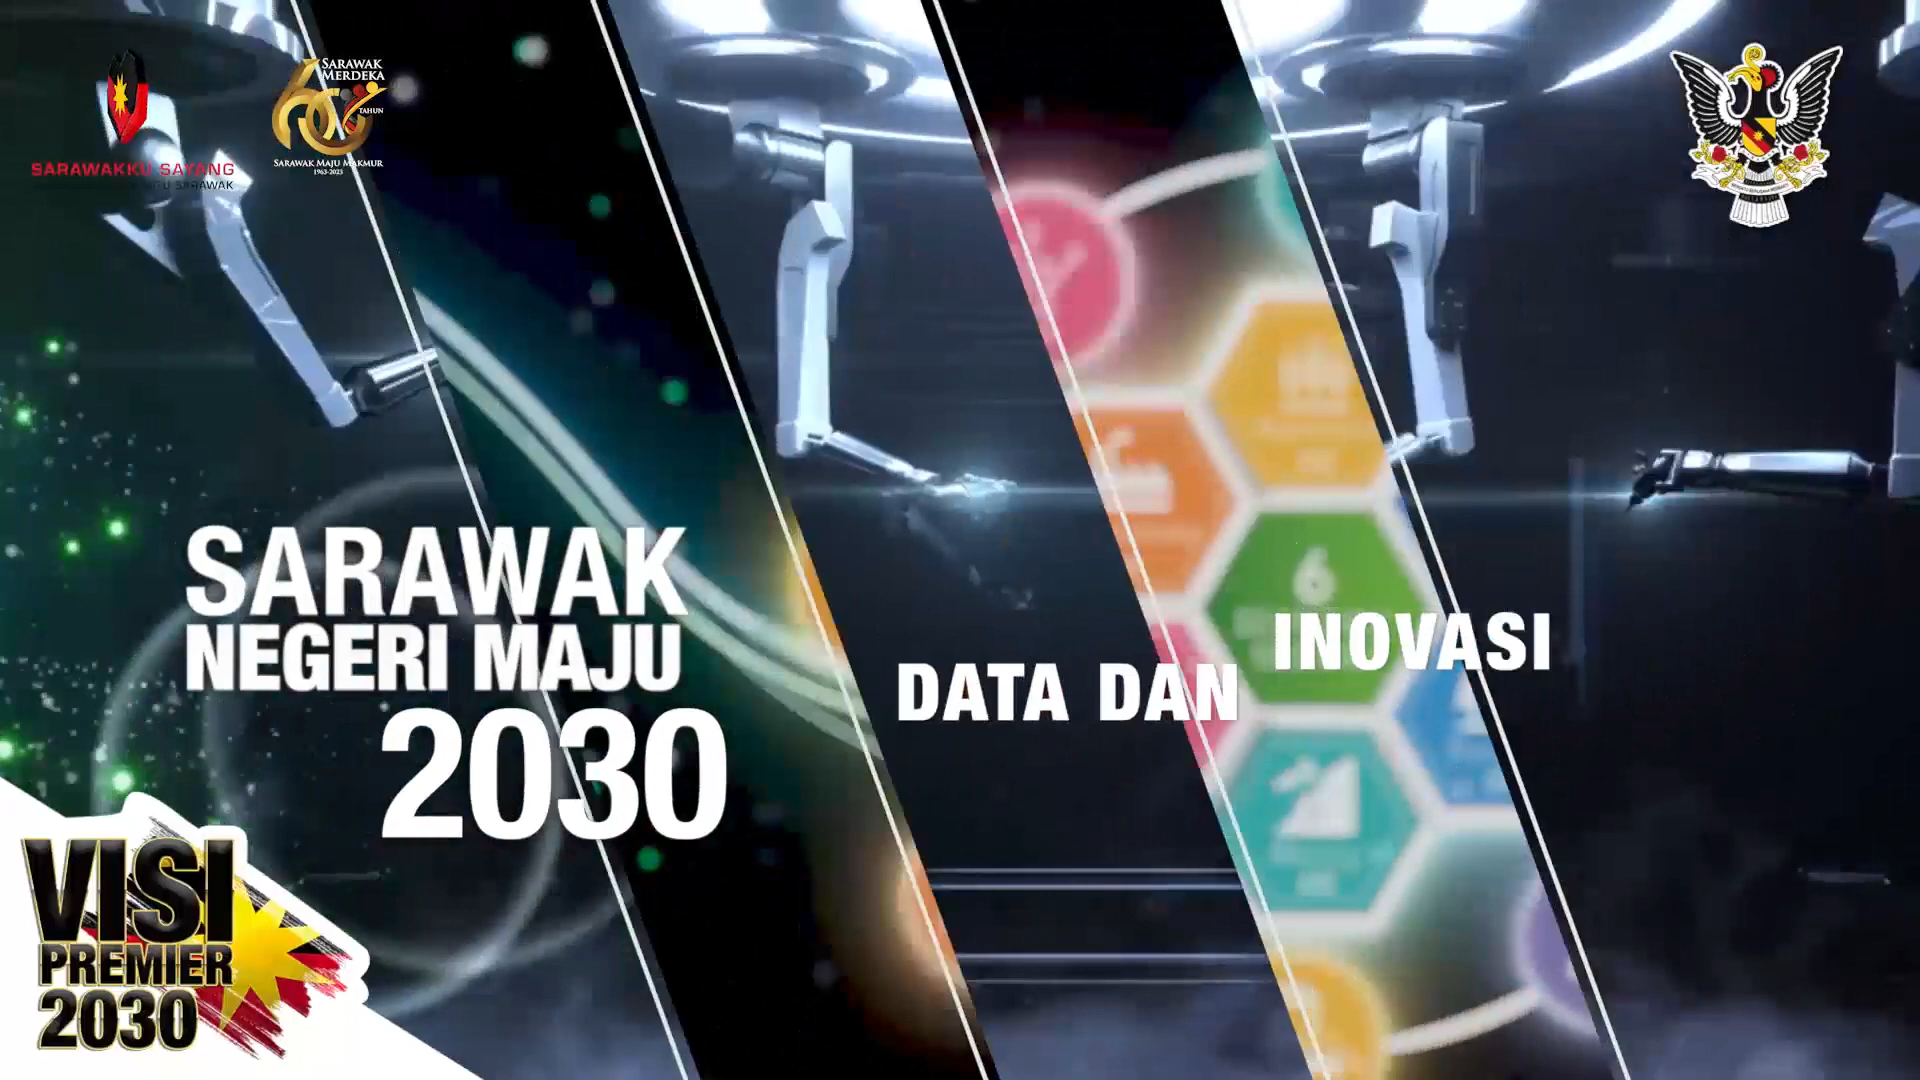 SARAWAKKU SAYANG
SARAWAK
MERDEKA
60
TAHUN
SARAWAK MAJU MAKMUR
1963-2023
SARAWAK
NEGERI MAJU
2030
DATA DAN
INOVASI
6
VISI
PREMIER
2030